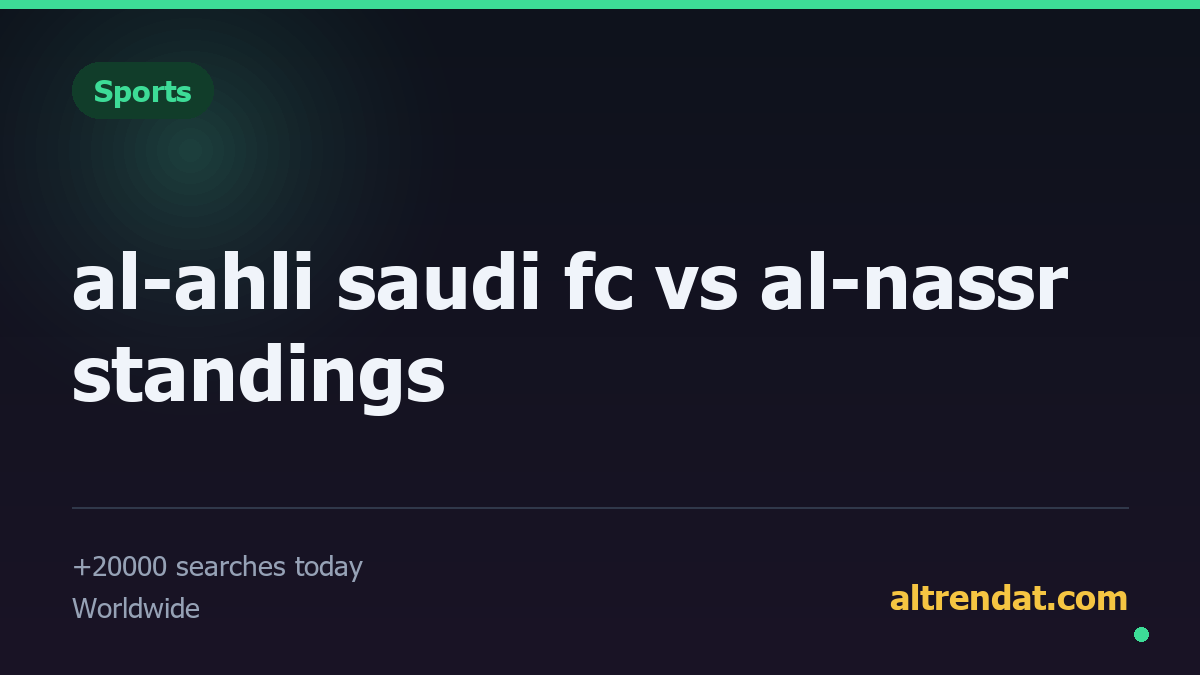 Sports
al-ahli saudi fc vs al-nassr
standings
+20000 searches today
Worldwide
altrendat.com